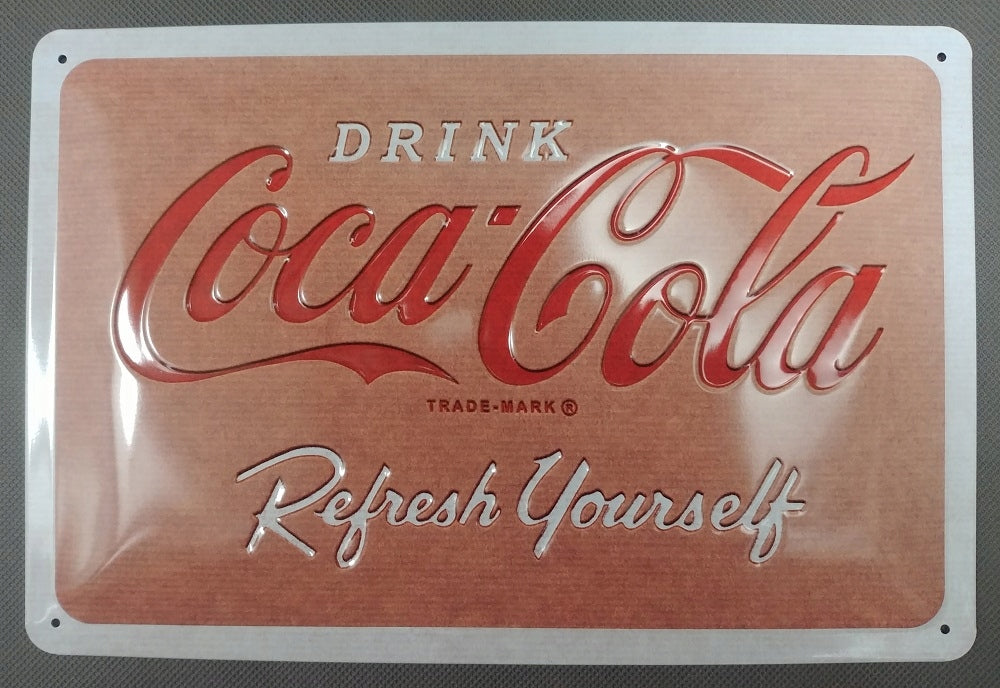 DRINK
Coca-Cola
TRADE-MARK ®
Refresh Yourself